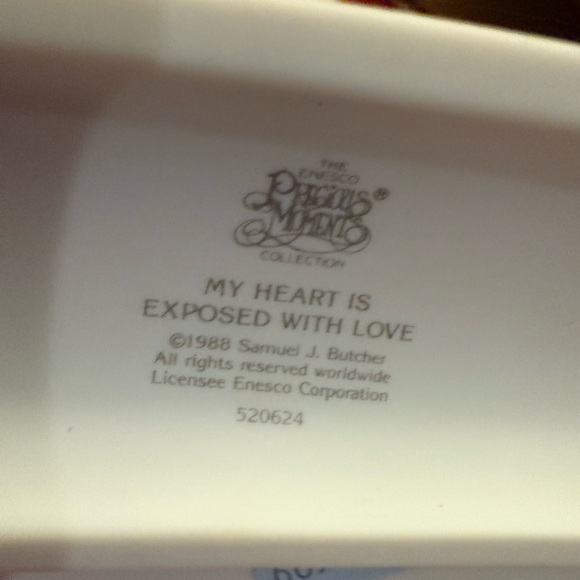 THE
ENESCO
PRECIOUS
MOMENTS®
COLLECTION
MY HEART IS
EXPOSED WITH LOVE
©1988 Samuel J. Butcher
All rights reserved worldwide
Licensee Enesco Corporation
520624